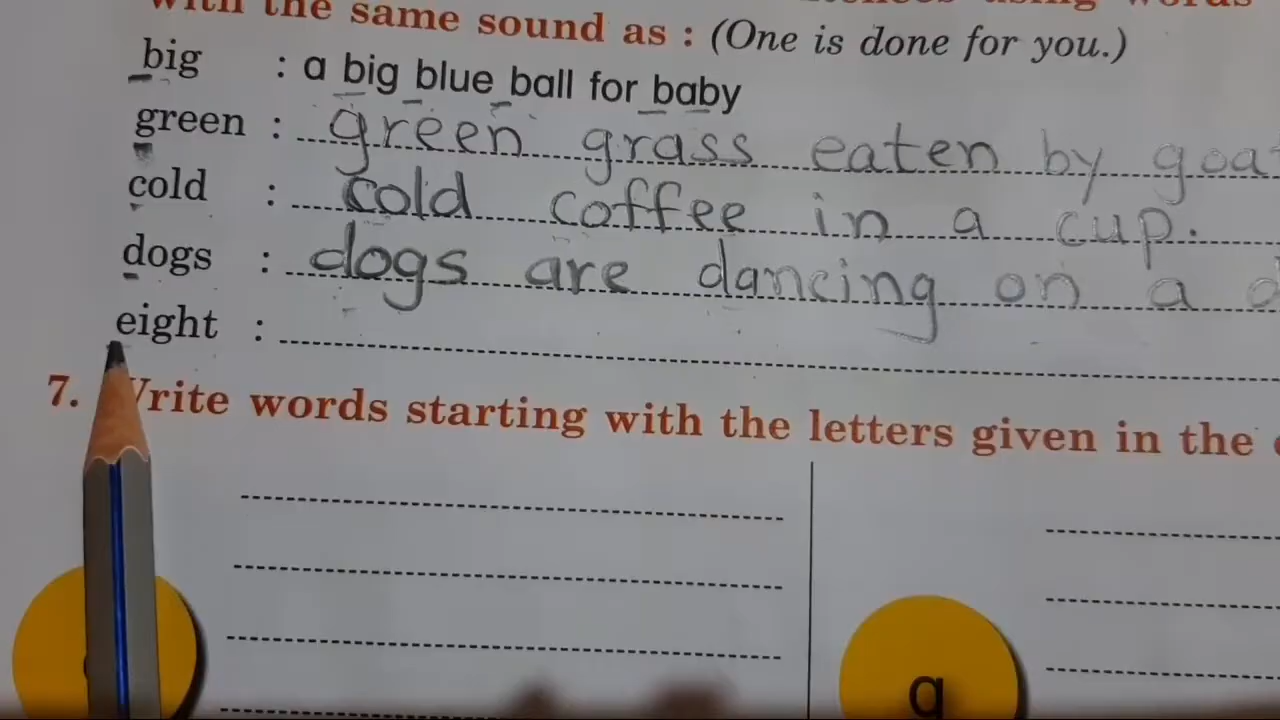 with the same sound as : (One is done for you.)
big : a big blue ball for baby
green : green grass eaten by goa
cold : cold coffee in a cup.
dogs : dogs are dancing on a d
eight :
7. Write words starting with the letters given in the
g